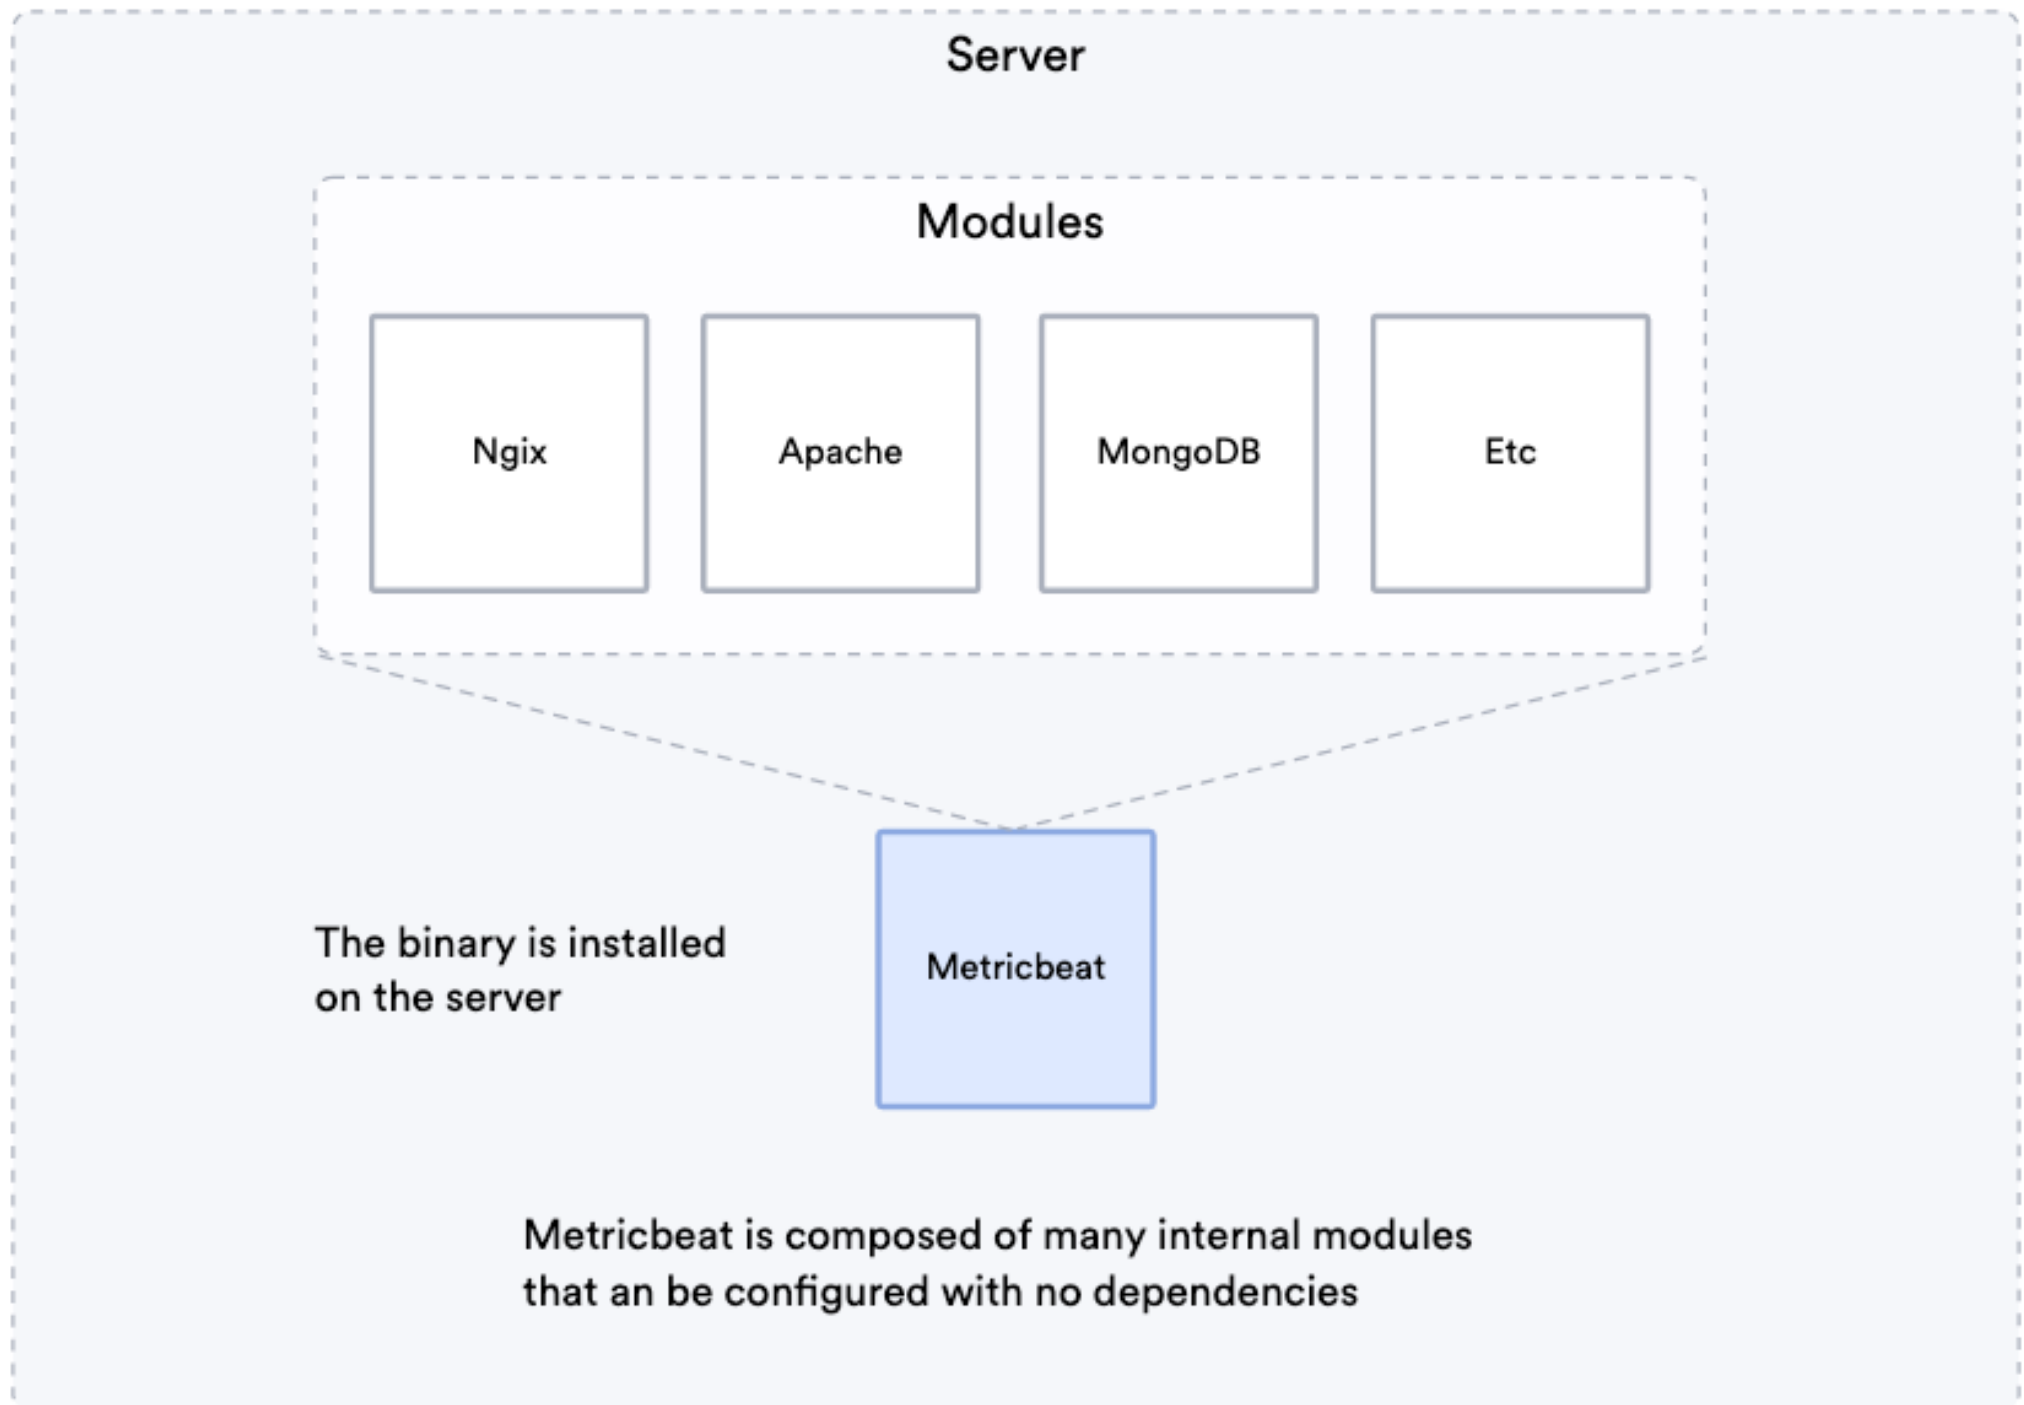 Server
Modules
Ngix
Apache
MongoDB
Etc
Metricbeat
The binary is installed
on the server
Metricbeat is composed of many internal modules
that an be configured with no dependencies